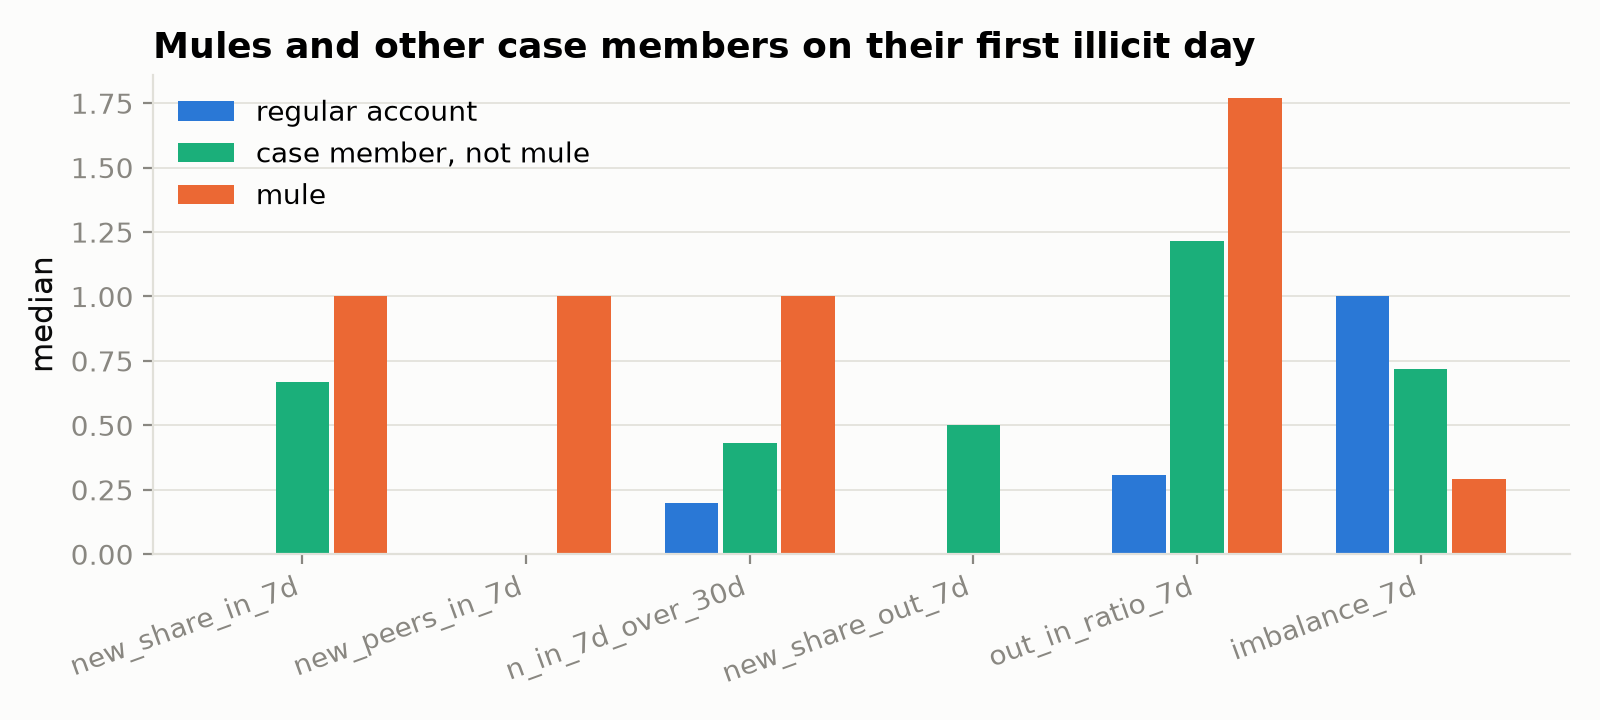 Mules and other case members on their first illicit day
regular account
case member, not mule
mule
median
1.75
1.50
1.25
1.00
0.75
0.50
0.25
0.00
new_share_in_7d
new_peers_in_7d
n_in_7d_over_30d
new_share_out_7d
out_in_ratio_7d
imbalance_7d